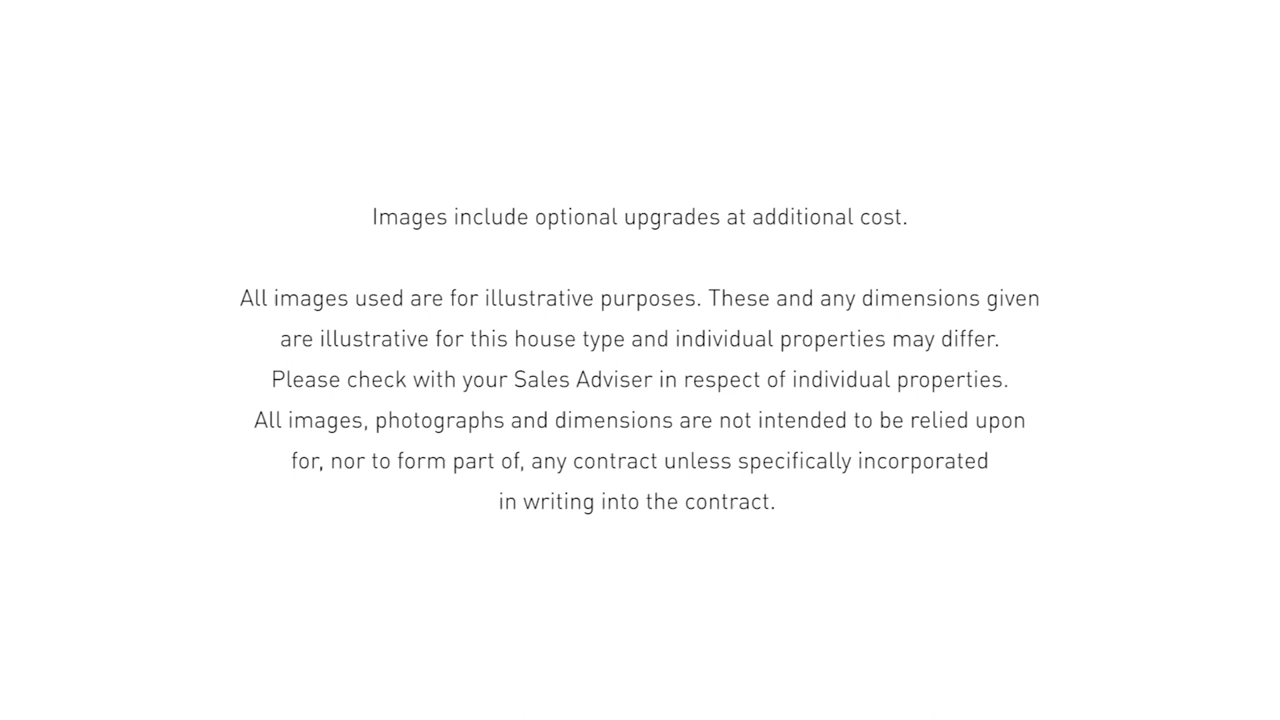 Images include optional upgrades at additional cost.
All images used are for illustrative purposes. These and any dimensions given
are illustrative for this house type and individual properties may differ.
Please check with your Sales Adviser in respect of individual properties.
All images, photographs and dimensions are not intended to be relied upon
for, nor to form part of, any contract unless specifically incorporated
in writing into the contract.